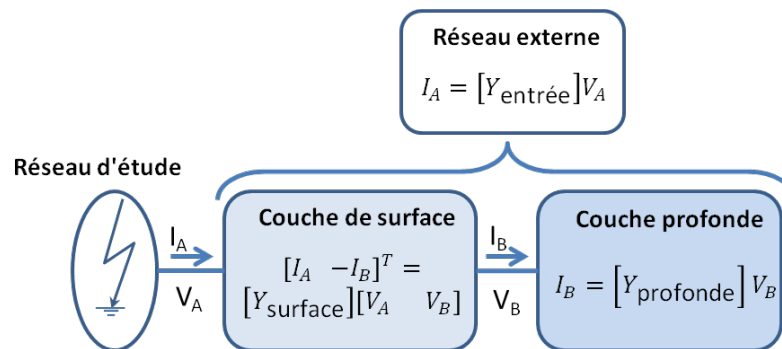 Réseau externe
I_A = [Y_entrée]V_A
Réseau d'étude
Couche de surface
Couche profonde
I_A
I_B
[I_A −I_B]^T =
[Y_surface][V_A V_B]
I_B = [Y_profonde] V_B
V_A
V_B